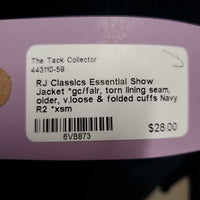 The Tack Collector
443110-59
RJ Classics Essential Show
Jacket *gc/fair, torn lining seam,
older, v.loose & folded cuffs Navy
R2 *xsm
6VB873
$28.00